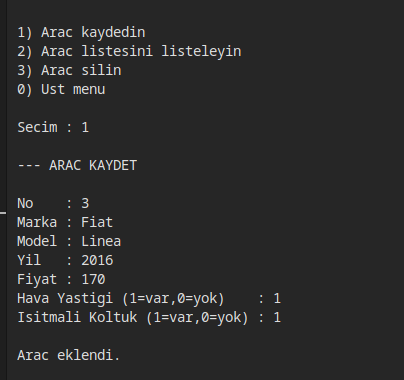 1) Arac kaydedin
2) Arac listesini listeleyin
3) Arac silin
0) Ust menu
Secim : 1
--- ARAC KAYDET
No    : 3
Marka : Fiat
Model : Linea
Yil   : 2016
Fiyat : 170
Hava Yastigi (1=var,0=yok)    : 1
Isitmali Koltuk (1=var,0=yok) : 1
Arac eklendi.